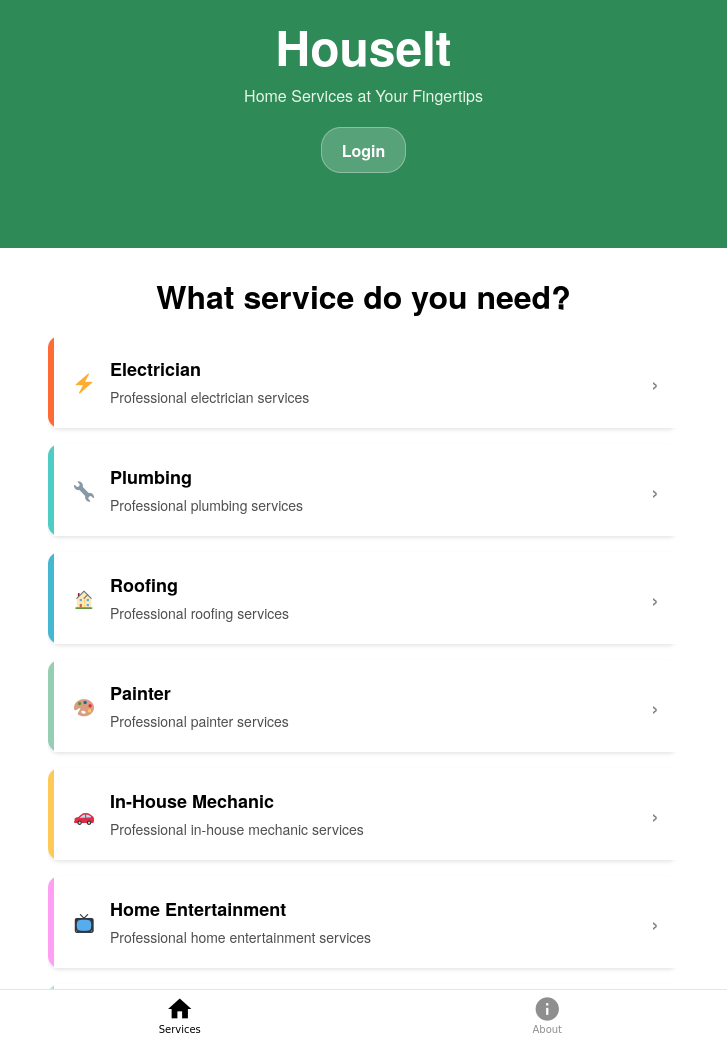 HouseIt
Home Services at Your Fingertips
Login
What service do you need?
Electrician
Professional electrician services
Plumbing
Professional plumbing services
Roofing
Professional roofing services
Painter
Professional painter services
In-House Mechanic
Professional in-house mechanic services
Home Entertainment
Professional home entertainment services
Services
About